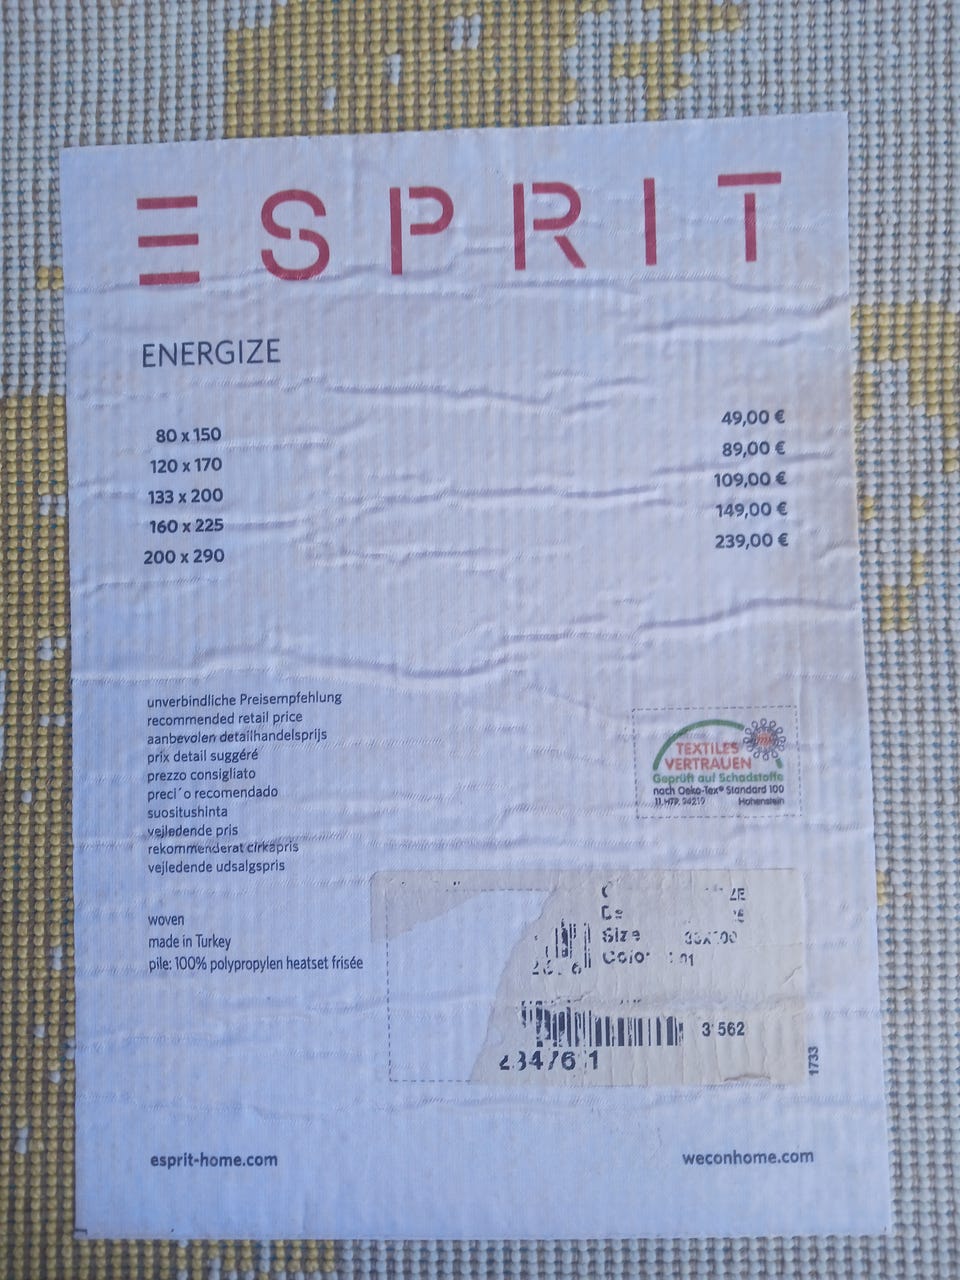 ESPRIT
ENERGIZE
80 x 150 49,00 €
120 x 170 89,00 €
133 x 200 109,00 €
160 x 225 149,00 €
200 x 290 239,00 €
unverbindliche Preisempfehlung
recommended retail price
aanbevolen detailhandelsprijs
prix detail suggéré
prezzo consigliato
preci´o recomendado
suositushinta
vejledende pris
rekommenderat cirkapris
vejledende udsalgspris
TEXTILES
VERTRAUEN
Geprüft auf Schadstoffe
nach Oeko-Tex® Standard 100
Hohenstein
woven
made in Turkey
pile: 100% polypropylen heatset frisée
Size
Color
3 562
1733
esprit-home.com
weconhome.com